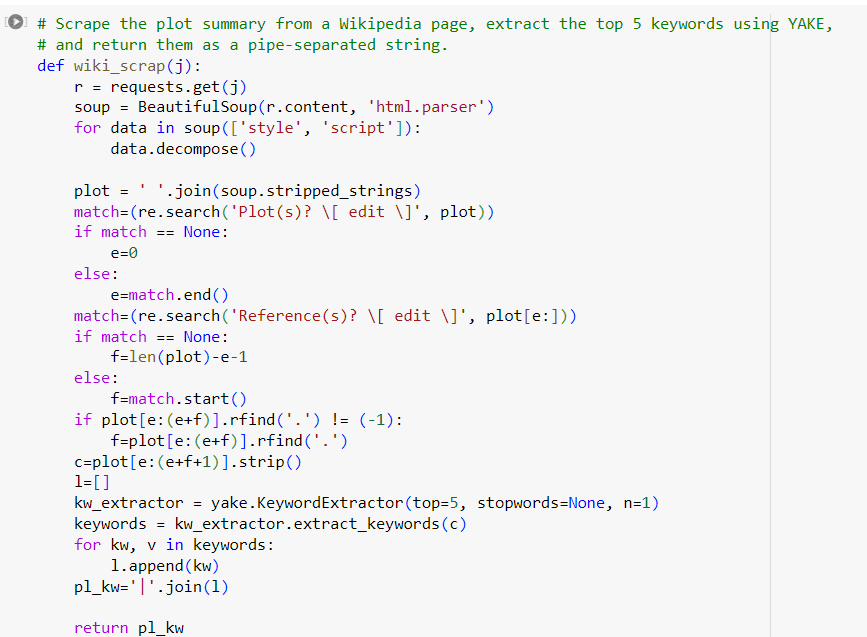 # Scrape the plot summary from a Wikipedia page, extract the top 5 keywords using YAKE,
# and return them as a pipe-separated string.
def wiki_scrap(j):
    r = requests.get(j)
    soup = BeautifulSoup(r.content, 'html.parser')
    for data in soup(['style', 'script']):
        data.decompose()

    plot = ' '.join(soup.stripped_strings)
    match=(re.search('Plot(s)? \[ edit \]', plot))
    if match == None:
        e=0
    else:
        e=match.end()
    match=(re.search('Reference(s)? \[ edit \]', plot[e:]))
    if match == None:
        f=len(plot)-e-1
    else:
        f=match.start()
    if plot[e:(e+f)].rfind('.') != (-1):
        f=plot[e:(e+f)].rfind('.')
    c=plot[e:(e+f+1)].strip()
    l=[]
    kw_extractor = yake.KeywordExtractor(top=5, stopwords=None, n=1)
    keywords = kw_extractor.extract_keywords(c)
    for kw, v in keywords:
        l.append(kw)
    pl_kw='|'.join(l)

    return pl_kw